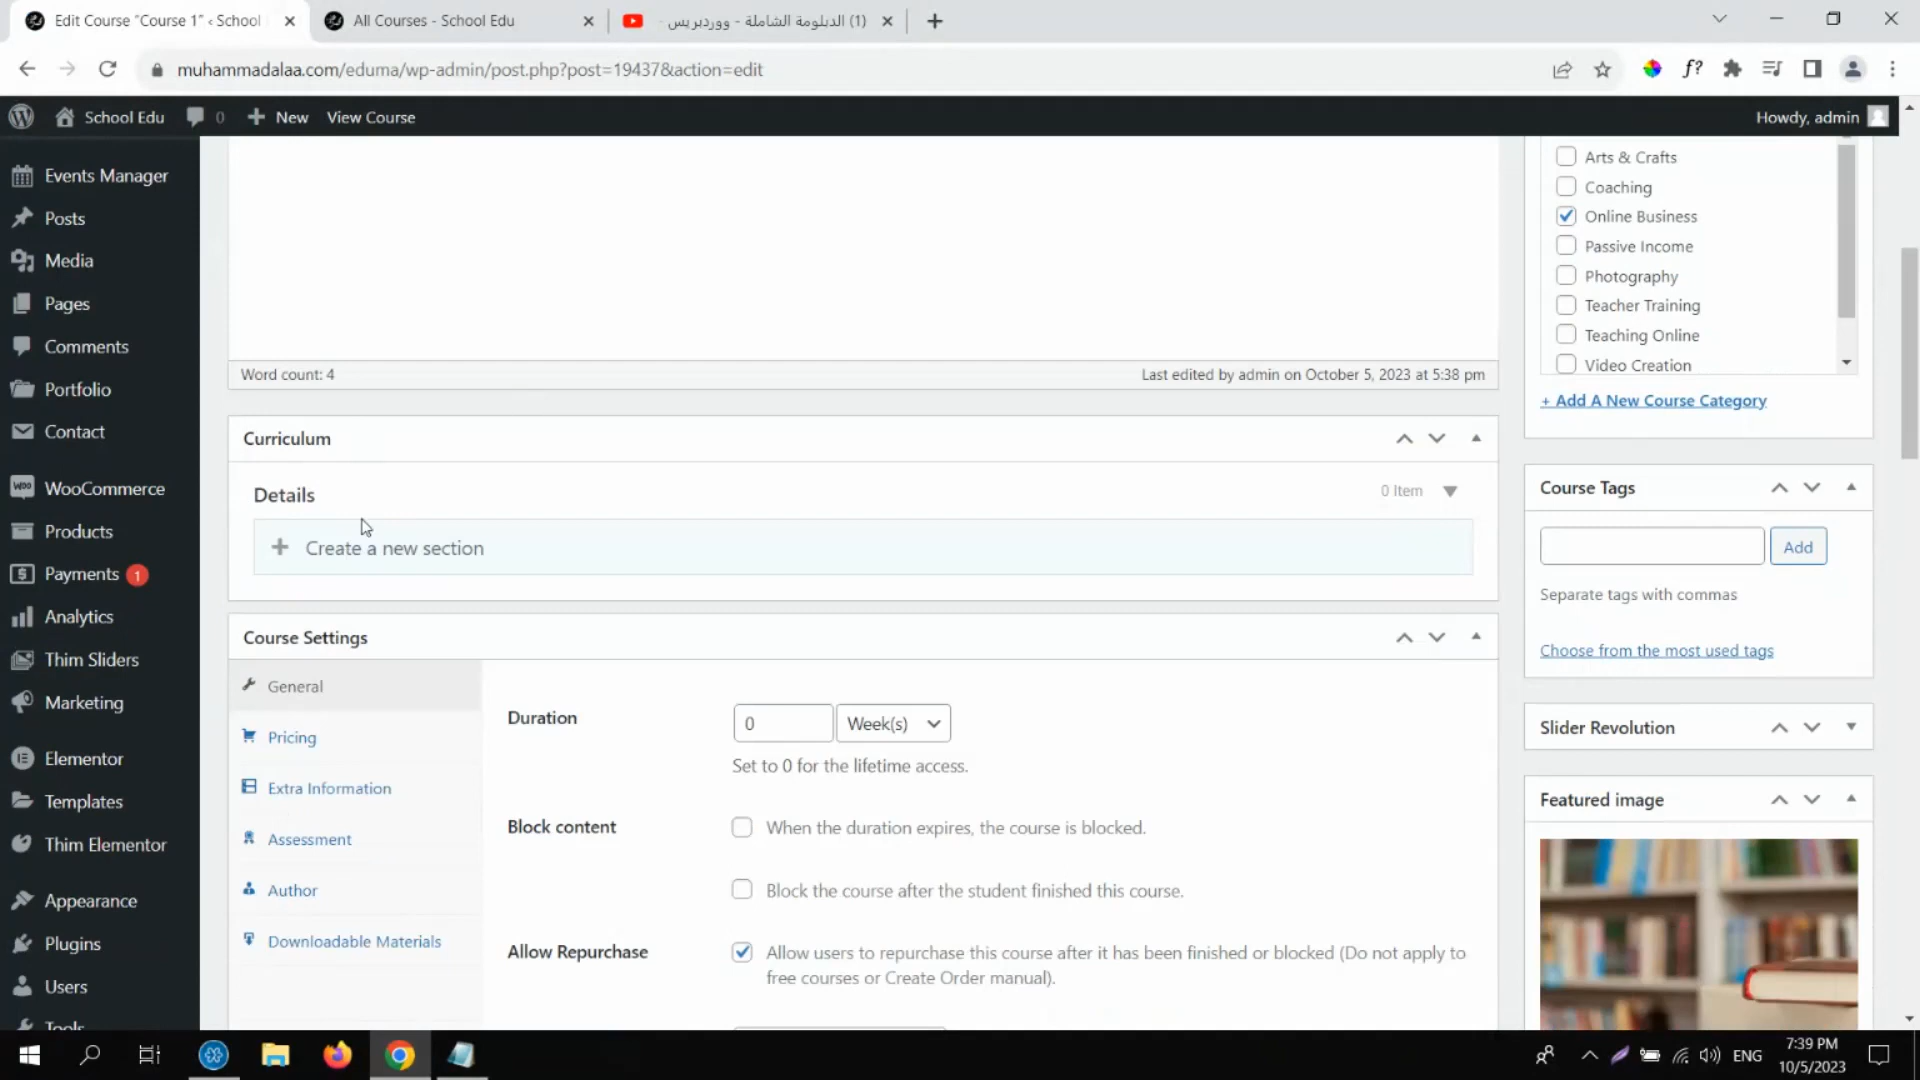 Edit Course "Course 1" ‹ School
All Courses - School Edu
(1) الدبلومة الشاملة - ووردبريس -
muhammadalaa.com/eduma/wp-admin/post.php?post=19437&action=edit
f?
School Edu
0
New
View Course
Howdy, admin
Events Manager
Posts
Media
Pages
Comments
Portfolio
Contact
WooCommerce
Products
Payments 1
Analytics
Thim Sliders
Marketing
Elementor
Templates
Thim Elementor
Appearance
Plugins
Users
Tools
Word count: 4
Last edited by admin on October 5, 2023 at 5:38 pm
Curriculum
Details
0 Item
+ Create a new section
Course Settings
General
Pricing
Extra Information
Assessment
Author
Downloadable Materials
Duration
0
Week(s)
Set to 0 for the lifetime access.
Block content
When the duration expires, the course is blocked.
Block the course after the student finished this course.
Allow Repurchase
Allow users to repurchase this course after it has been finished or blocked (Do not apply to
free courses or Create Order manual).
Arts & Crafts
Coaching
Online Business
Passive Income
Photography
Teacher Training
Teaching Online
Video Creation
+ Add A New Course Category
Course Tags
Add
Separate tags with commas
Choose from the most used tags
Slider Revolution
Featured image
ENG
7:39 PM
10/5/2023